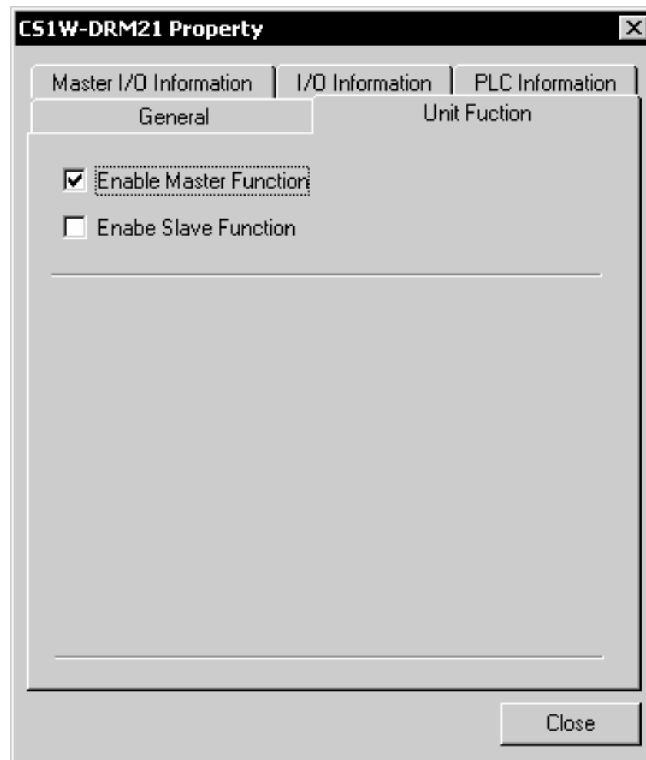 CS1W-DRM21 Property
Master I/O Information I/O Information PLC Information
General Unit Fuction
Enable Master Function
Enabe Slave Function
Close